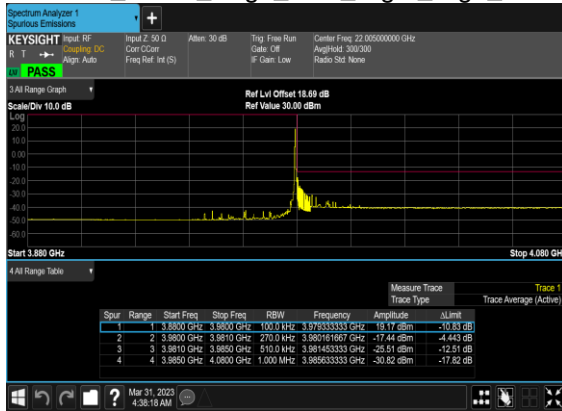 Spectrum Analyzer 1
Spurious Emissions
KEYSIGHT Input: RF Input Z: 50 Ω Atten: 30 dB Trig: Free Run Center Freq: 22.005000000 GHz
R T Coupling: DC Corr CCorr Gate: Off Avg|Hold: 300/300
Align: Auto Freq Ref: Int (S) IF Gain: Low Radio Std: None
PASS
3 All Range Graph
Scale/Div 10.0 dB Ref Lvl Offset 18.69 dB
Ref Value 30.00 dBm
Log
20.0
10.0
0.00
-10.0
-20.0
-30.0
-40.0
-50.0
-60.0
Start 3.880 GHz Stop 4.080 GH
4 All Range Table
Measure Trace Trace 1
Trace Type Trace Average (Active)
Spur Range Start Freq Stop Freq RBW Frequency Amplitude ΔLimit
1 1 3.8800 GHz 3.9800 GHz 100.0 kHz 3.979333333 GHz 19.17 dBm -10.83 dB
2 2 3.9800 GHz 3.9810 GHz 270.0 kHz 3.980161667 GHz -17.44 dBm -4.443 dB
3 3 3.9810 GHz 3.9850 GHz 510.0 kHz 3.981453333 GHz -25.51 dBm -12.51 dB
4 4 3.9850 GHz 4.0800 GHz 1.000 MHz 3.985633333 GHz -30.82 dBm -17.82 dB
? Mar 31, 2023
4:38:18 AM